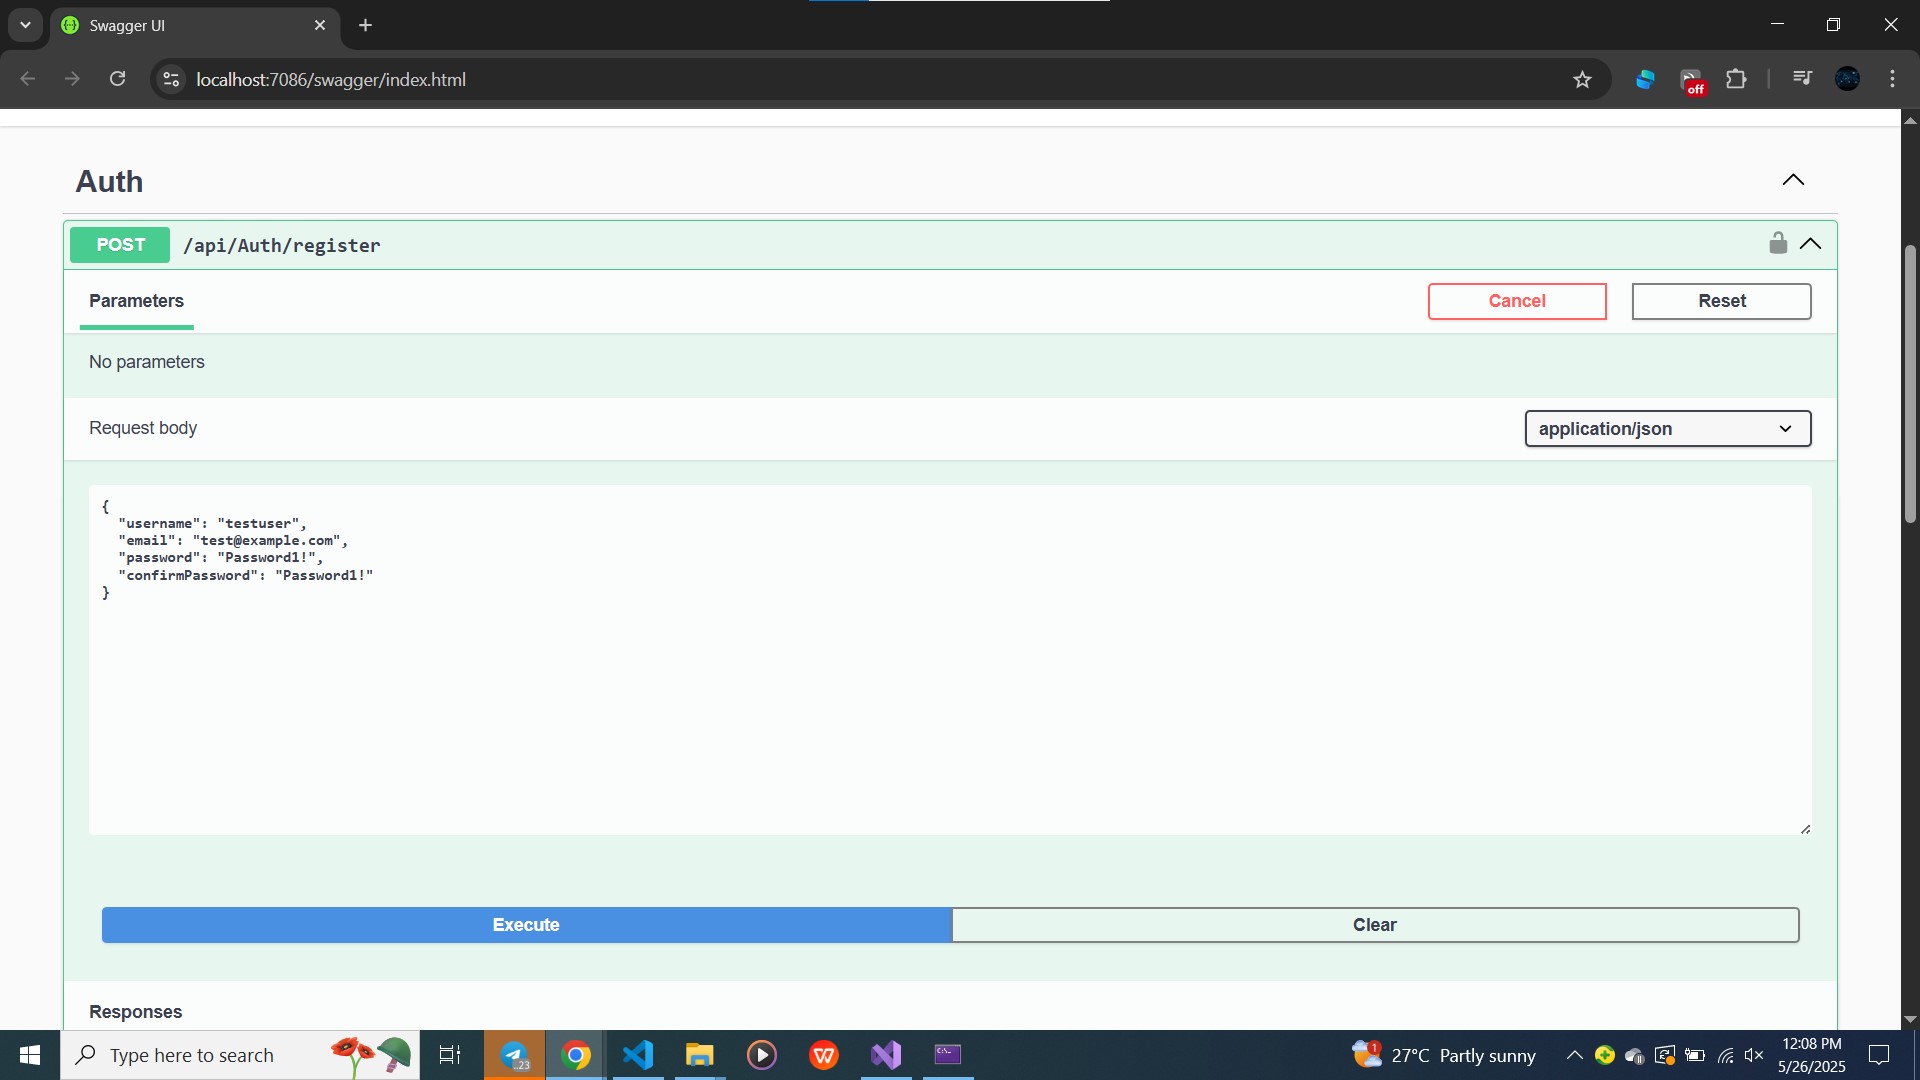 Swagger UI
localhost:7086/swagger/index.html
off
Auth
POST /api/Auth/register
Parameters
Cancel
Reset
No parameters
Request body
application/json
{
"username": "testuser",
"email": "test@example.com",
"password": "Password1!",
"confirmPassword": "Password1!"
}
Execute
Clear
Responses
Type here to search
..23
W
C:\.
1
27°C Partly sunny
12:08 PM
5/26/2025